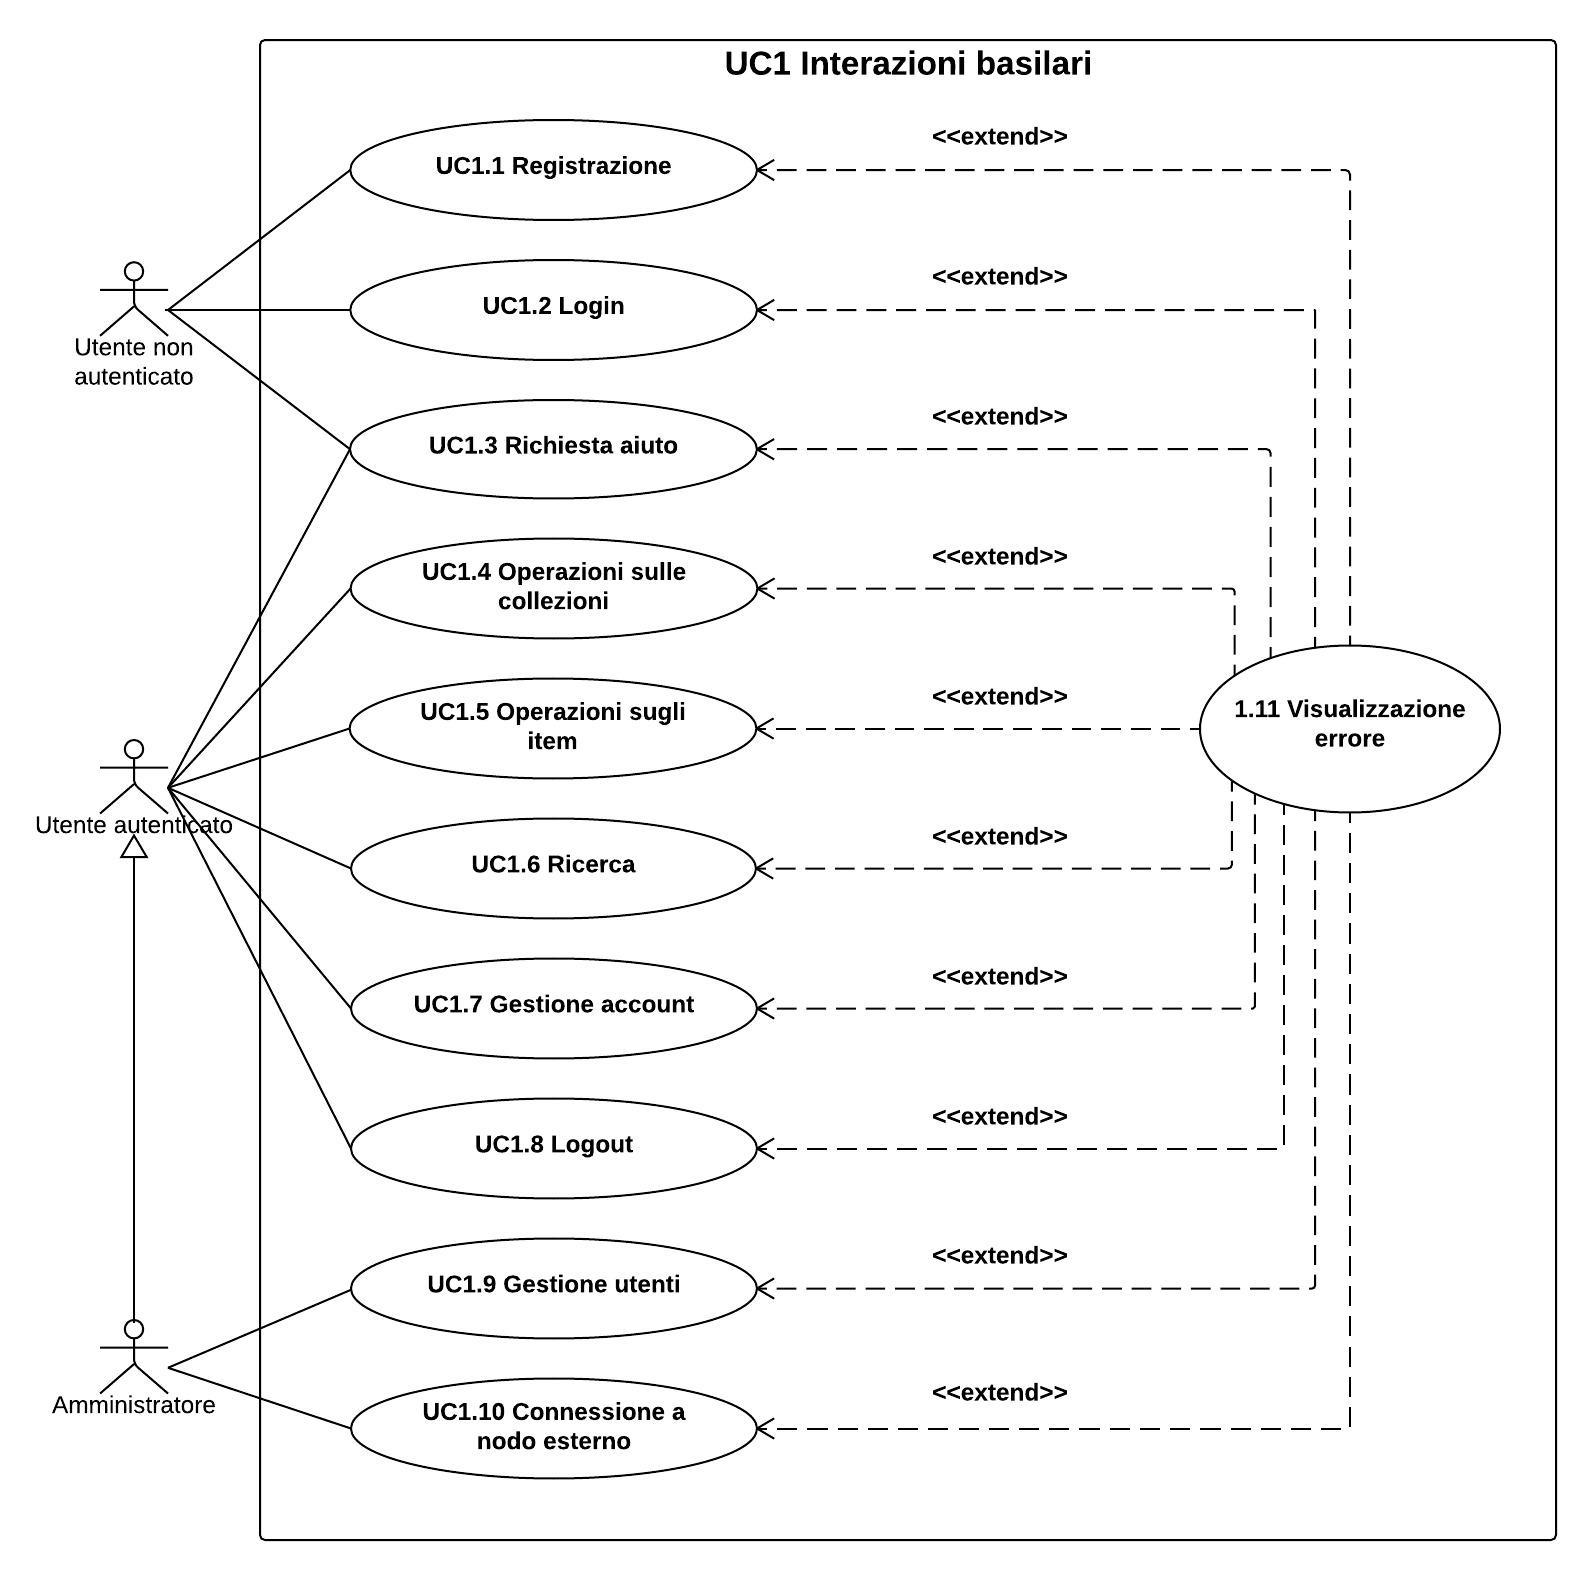 UC1 Interazioni basilari
<<extend>>
UC1.1 Registrazione
<<extend>>
UC1.2 Login
Utente non
autenticato
<<extend>>
UC1.3 Richiesta aiuto
<<extend>>
UC1.4 Operazioni sulle
collezioni
<<extend>>
UC1.5 Operazioni sugli
item
1.11 Visualizzazione
errore
Utente autenticato
<<extend>>
UC1.6 Ricerca
<<extend>>
UC1.7 Gestione account
<<extend>>
UC1.8 Logout
<<extend>>
UC1.9 Gestione utenti
Amministratore
<<extend>>
UC1.10 Connessione a
nodo esterno